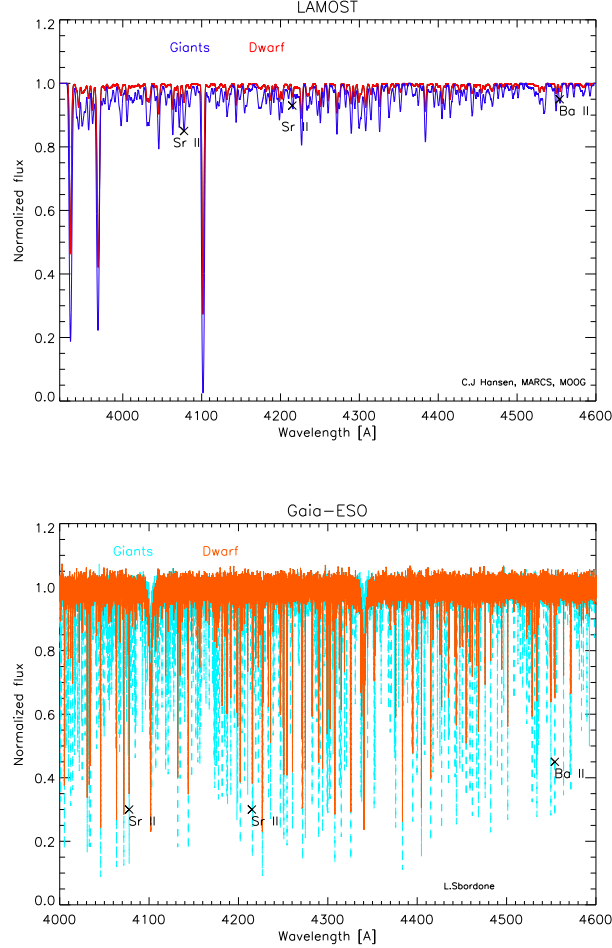 LAMOST
1.2
Giants Dwarf
1.0
Sr II
Ba II
Sr II
0.8
0.6
0.4
0.2
C.J Hansen, MARCS, MOOG
0.0
Normalized flux
4000 4100 4200 4300 4400 4500 4600
Wavelength [A]
Gaia-ESO
1.2
Giants Dwarf
1.0
0.8
0.6
0.4
Ba II
Sr II Sr II
0.2
L.Sbordone
0.0
Normalized flux
4000 4100 4200 4300 4400 4500 4600
Wavelength [A]